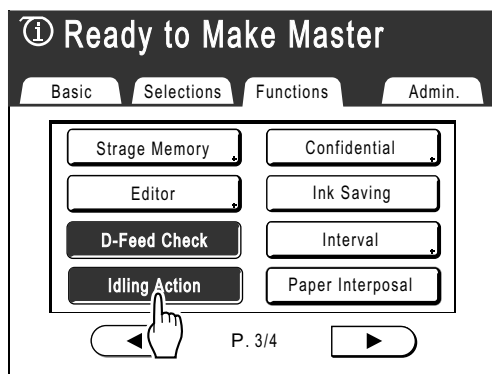 Ready to Make Master
Basic Selections Functions Admin.
Strage Memory Confidential
Editor Ink Saving
D-Feed Check Interval
Idling Action Paper Interposal
P. 3/4